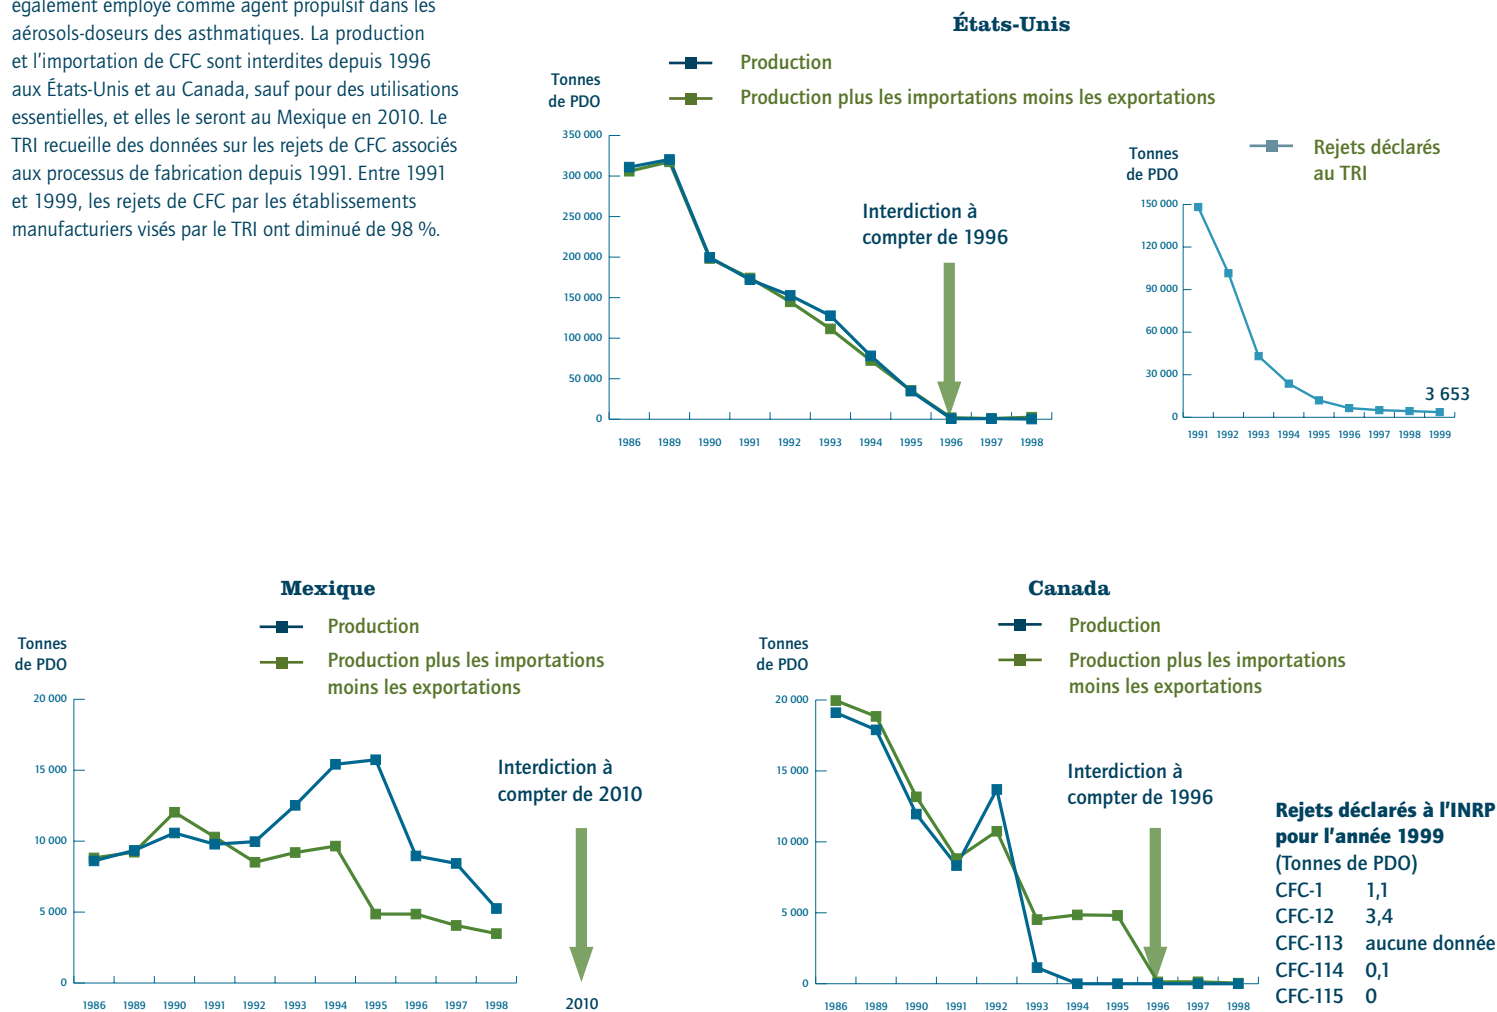 également employé comme agent propulsif dans les
aérosols-doseurs des asthmatiques. La production
et l'importation de CFC sont interdites depuis 1996
aux États-Unis et au Canada, sauf pour des utilisations
essentielles, et elles le seront au Mexique en 2010. Le
TRI recueille des données sur les rejets de CFC associés
aux processus de fabrication depuis 1991. Entre 1991
et 1999, les rejets de CFC par les établissements
manufacturiers visés par le TRI ont diminué de 98 %.
États-Unis
Tonnes
de PDO
Production
Production plus les importations moins les exportations
350 000
300 000
250 000
200 000
150 000
100 000
50 000
0
Interdiction à
compter de 1996
1986 1989 1990 1991 1992 1993 1994 1995 1996 1997 1998
Tonnes
de PDO
Rejets déclarés
au TRI
150 000
120 000
90 000
60 000
30 000
0
3 653
1991 1992 1993 1994 1995 1996 1997 1998 1999
Mexique
Tonnes
de PDO
Production
Production plus les importations
moins les exportations
20 000
15 000
10 000
5 000
0
Interdiction à
compter de 2010
1986 1989 1990 1991 1992 1993 1994 1995 1996 1997 1998
2010
Canada
Tonnes
de PDO
Production
Production plus les importations
moins les exportations
20 000
15 000
10 000
5 000
0
Interdiction à
compter de 1996
1986 1989 1990 1991 1992 1993 1994 1995 1996 1997 1998
Rejets déclarés à l'INRP
pour l'année 1999
(Tonnes de PDO)
CFC-1 1,1
CFC-12 3,4
CFC-113 aucune donnée
CFC-114 0,1
CFC-115 0